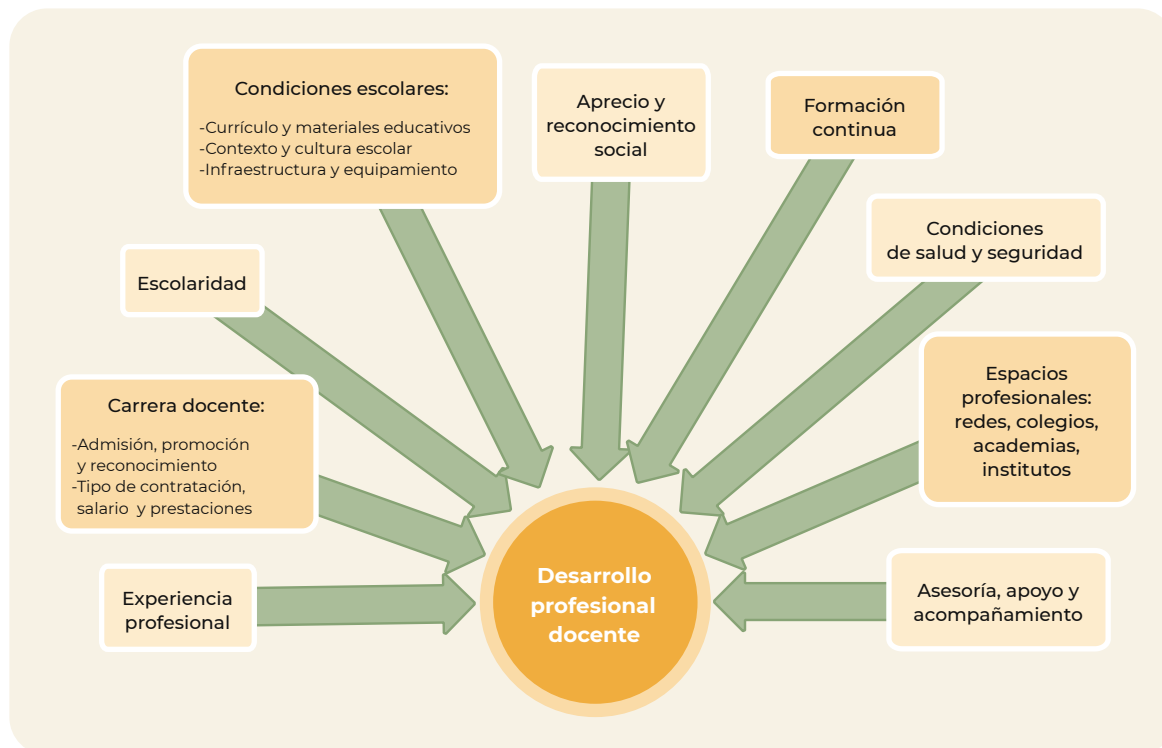 Condiciones escolares:
-Currículo y materiales educativos
-Contexto y cultura escolar
-Infraestructura y equipamiento
Aprecio y
reconocimiento
social
Formación
continua
Condiciones
de salud y seguridad
Escolaridad
Espacios
profesionales:
redes, colegios,
academias,
institutos
Carrera docente:
-Admisión, promoción
y reconocimiento
-Tipo de contratación,
salario y prestaciones
Experiencia
profesional
Desarrollo
profesional
docente
Asesoría, apoyo y
acompañamiento